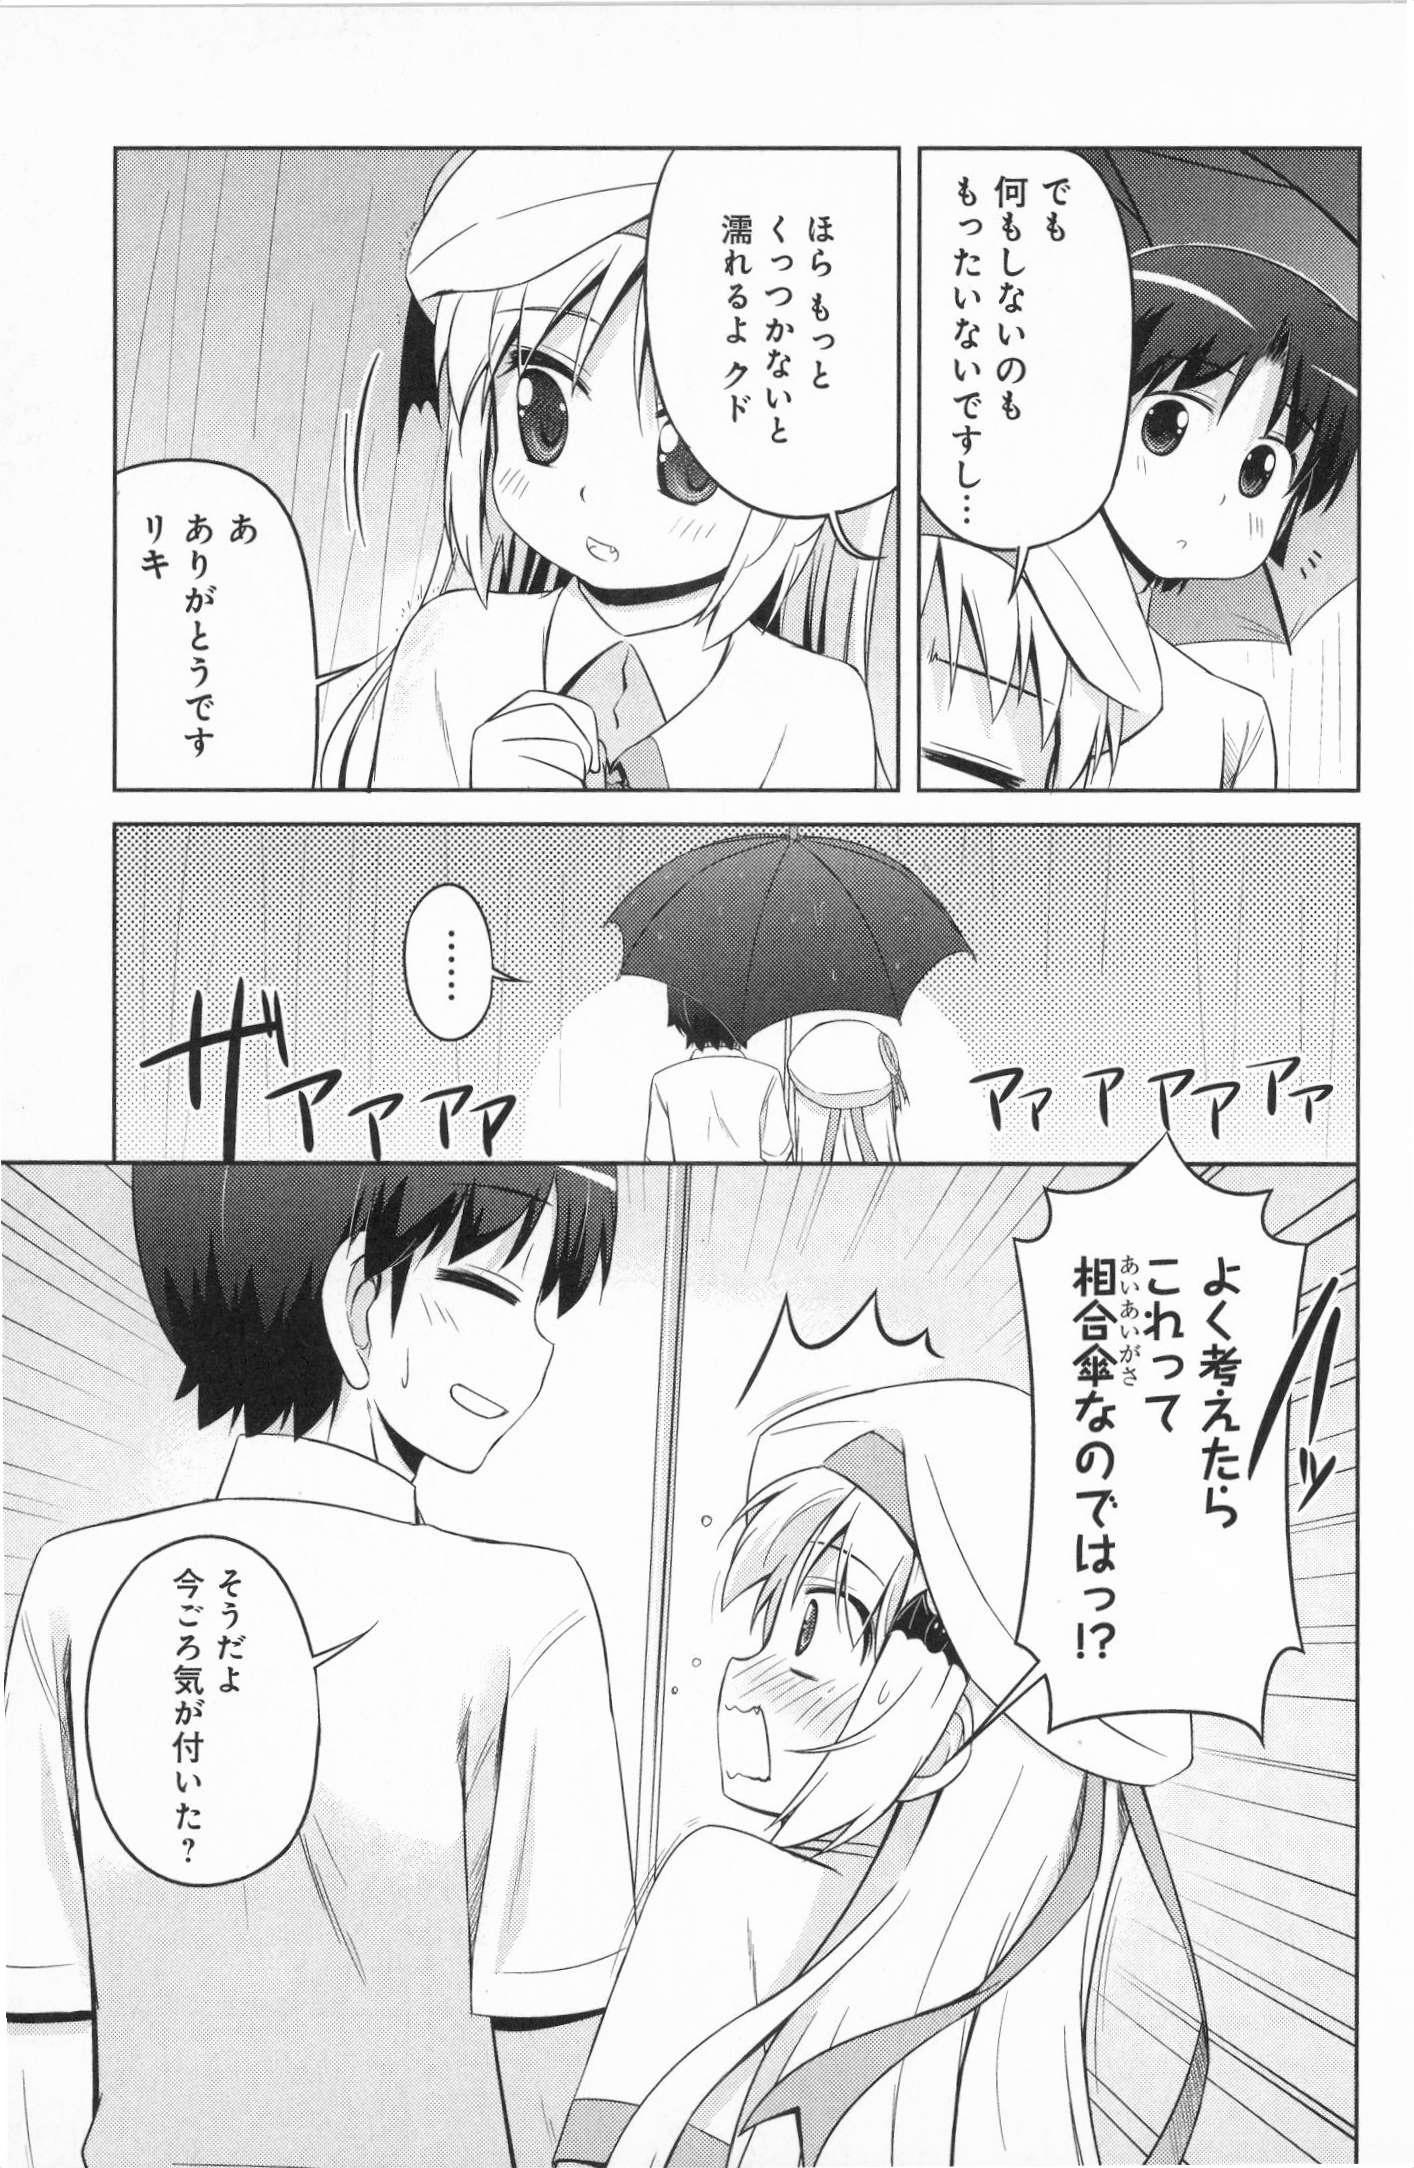 でも
何もしないのも
もったいないですし…
ほら もっと
くっつかないと
濡れるよ クド
あ
ありがとうです
リキ
……
ザァァァァ
アァアァァアァ
よく考えたら
これって
相合傘なのではっ!?
あいあいがさ
そうだよ
今ごろ気が付いた?